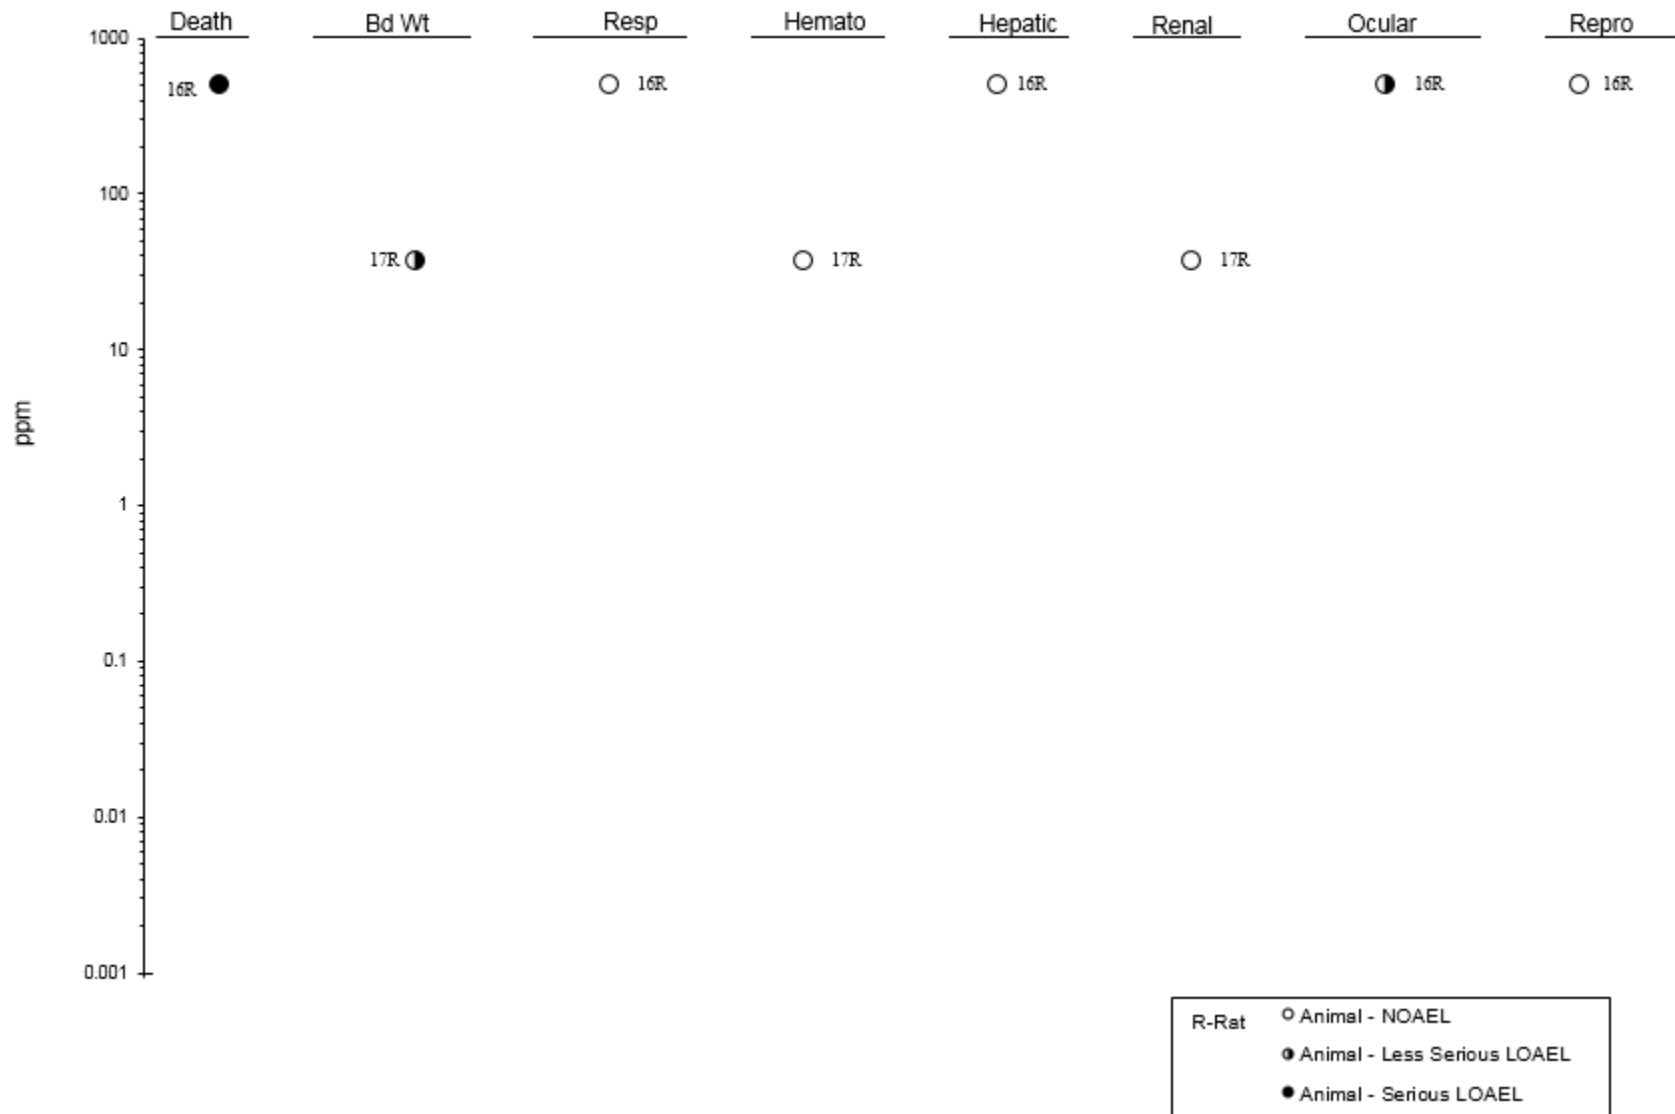 Death Bd Wt Resp Hemato Hepatic Renal Ocular Repro
1000
16R 16R 16R 16R 16R
100
17R 17R 17R
10
ppm
1
0.1
0.01
0.001
R-Rat Animal - NOAEL
Animal - Less Serious LOAEL
Animal - Serious LOAEL